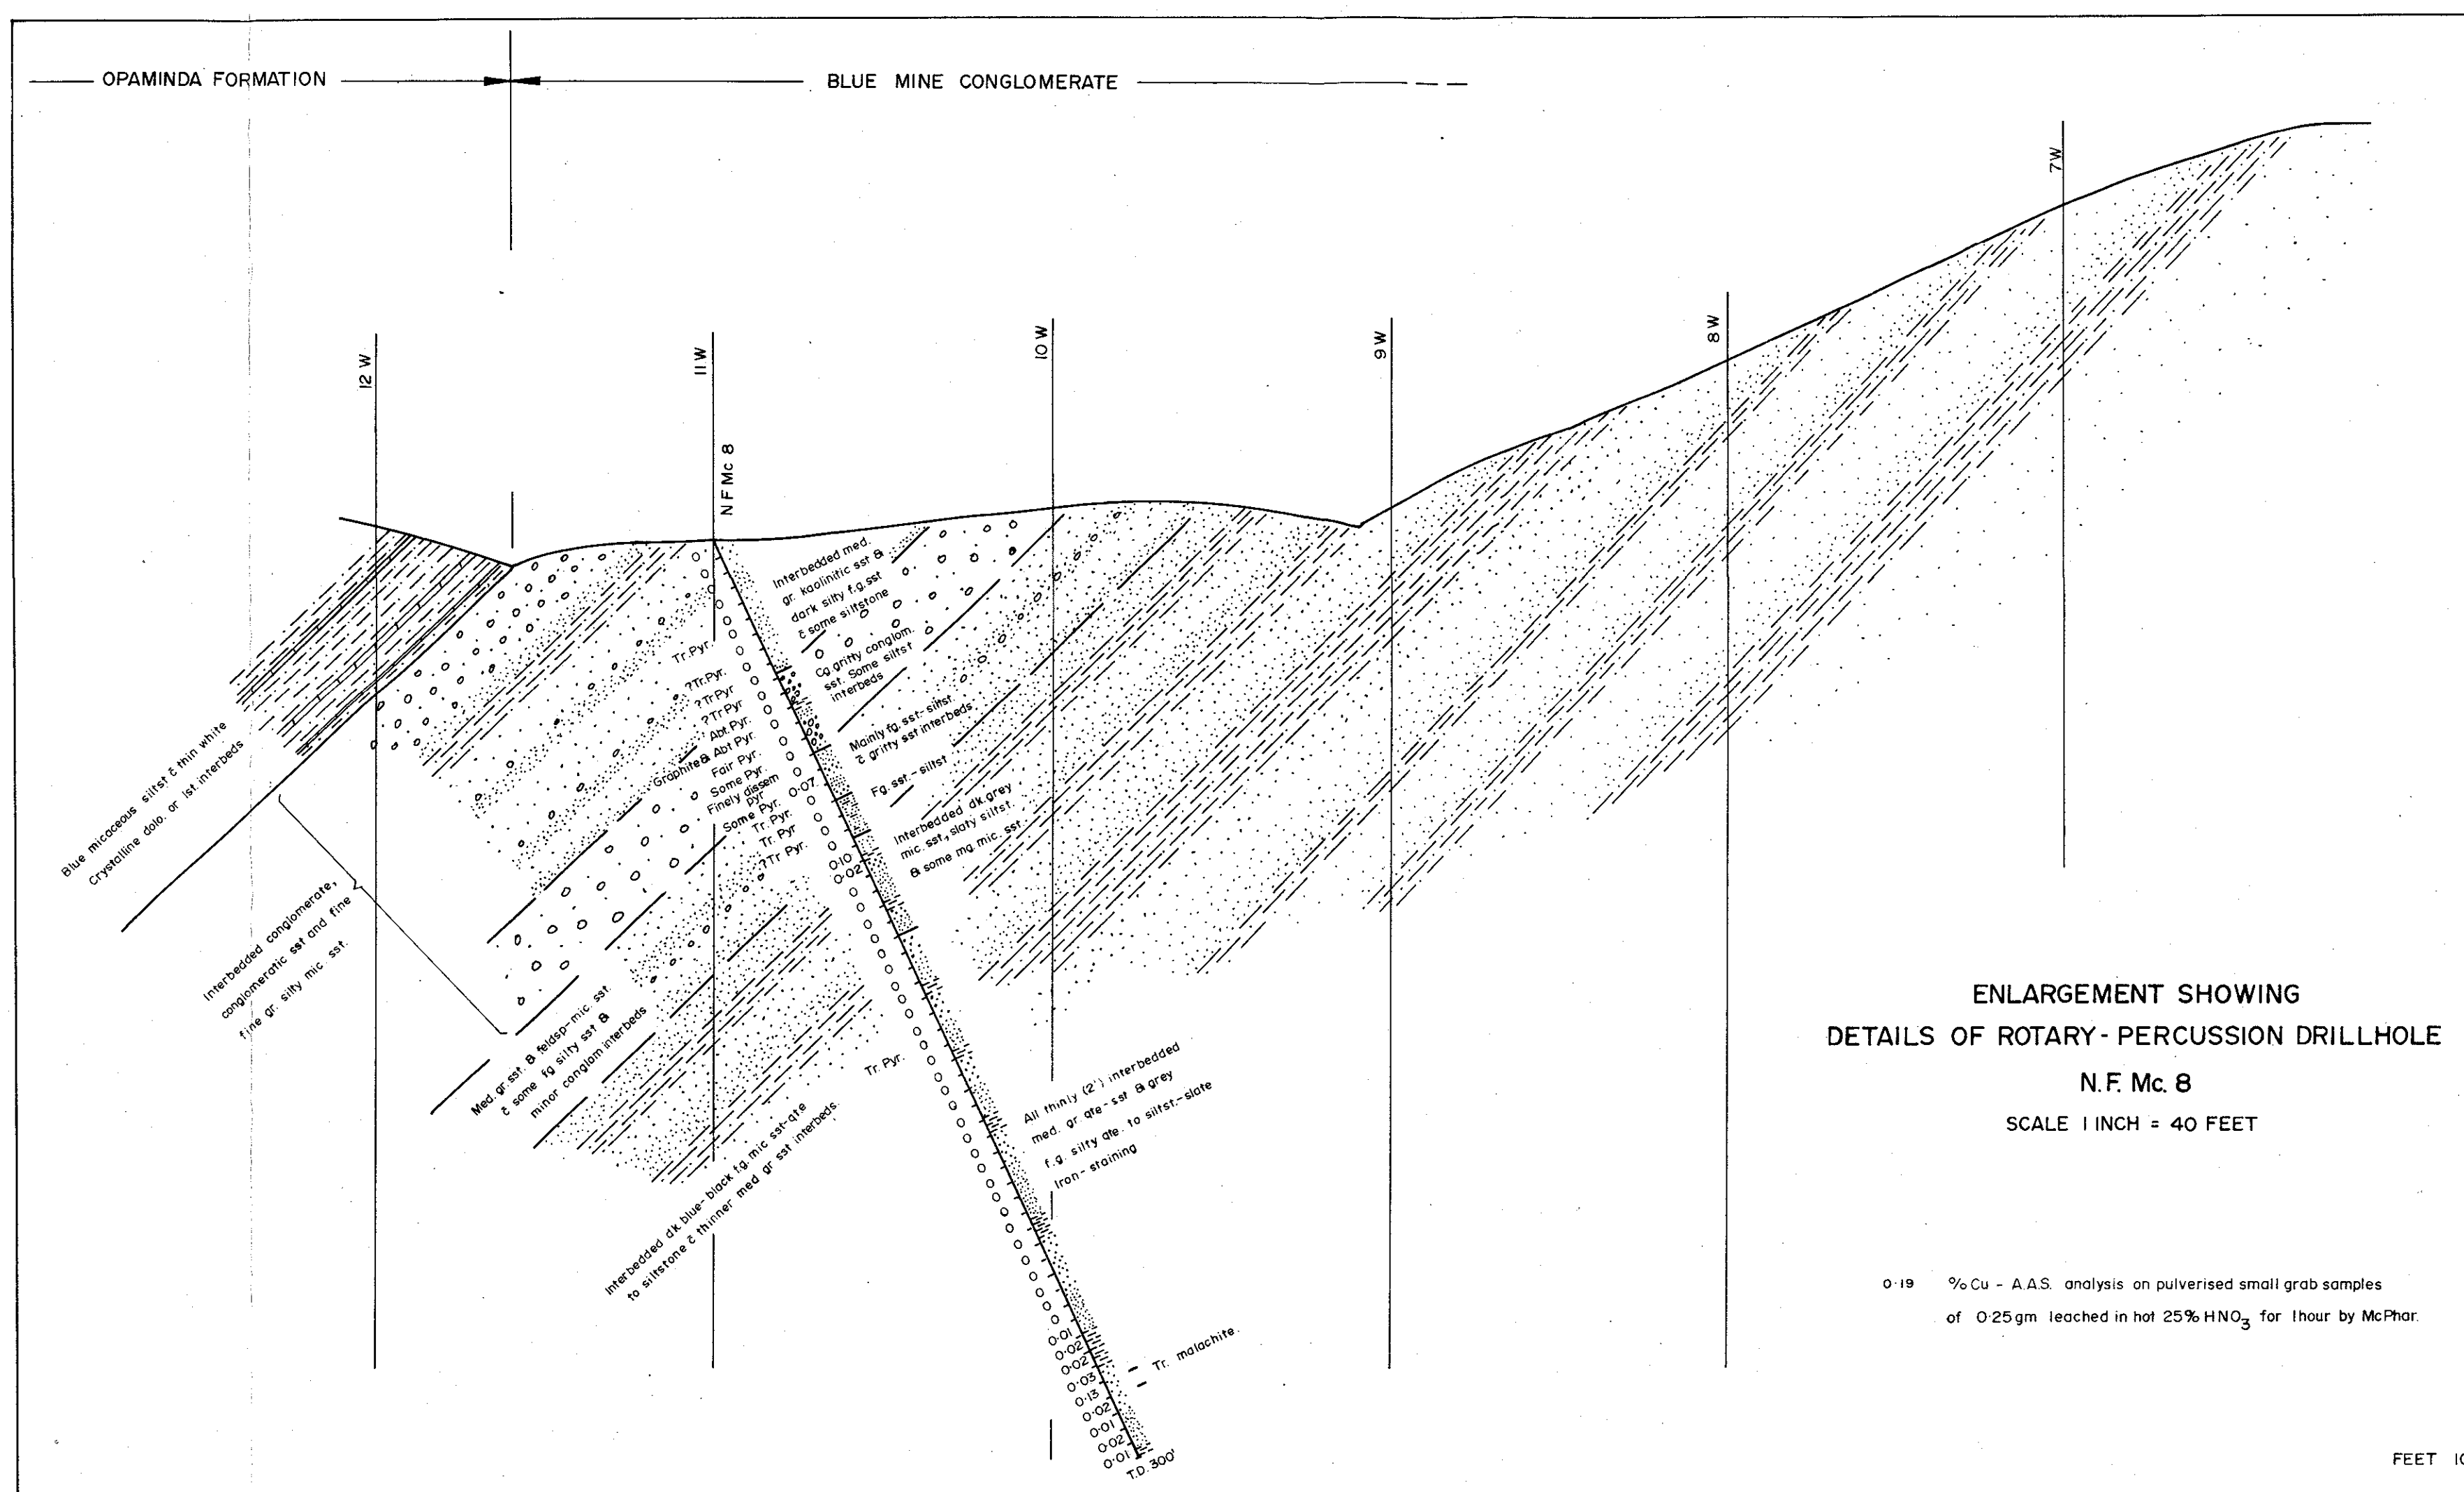 OPAMINDA FORMATION
BLUE MINE CONGLOMERATE
12 W
11 W
10 W
9 W
8 W
7 W
N F Mc 8
Interbedded med.
gr. kaolinitic sst &
dark silty f.g. sst
c̄ some siltstone
Cg. gritty conglom.
sst. Some siltst
interbeds
Mainly fg. sst-siltst
c̄ gritty sst interbeds
Fg. sst.-siltst
Interbedded dk. grey
mic. sst, slaty siltst.
& some mg. mic. sst.
Tr. Pyr.
?Tr. Pyr.
?Tr Pyr
?Tr Pyr
Abt. Pyr.
Graphite & Abt Pyr.
Fair Pyr.
Some Pyr.
Finely dissem
pyr
0·07
Some Pyr.
Tr. Pyr.
Tr. Pyr
?Tr Pyr.
0·10
0·02
Blue micaceous siltst c̄ thin white
Crystalline dolo. or lst. interbeds
Interbedded conglomerate,
conglomeratic sst and fine
fine gr. silty mic. sst.
Med. gr. sst. & feldsp-mic. sst.
c̄ some fg silty sst &
minor conglom interbeds
Interbedded dk. blue-black f.g. mic sst-qte
to siltstone c̄ thinner med gr sst interbeds.
Tr. Pyr.
All thinly (2') interbedded
med. gr. qte-sst & grey
f.g. silty qte. to siltst.-slate
Iron-staining
0·01
0·02
0·02
0·03
0·13
0·02
0·01
0·02
0·01
Tr. malachite.
T.D. 300'
ENLARGEMENT SHOWING
DETAILS OF ROTARY-PERCUSSION DRILLHOLE
N.F. Mc. 8
SCALE 1 INCH = 40 FEET
0·19 % Cu - A.A.S. analysis on pulverised small grab samples
of 0·25gm leached in hot 25% HNO₃ for 1hour by McPhar.
FEET 10